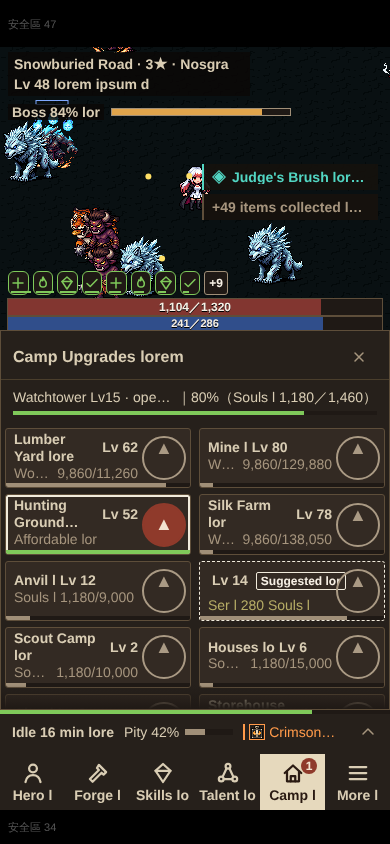 安全區 47
Snowburied Road · 3★ · Nosgra
Lv 48 lorem ipsum d
Boss 84% lor
Judge's Brush lor…
+49 items collected l…
+9
1,104／1,320
241／286
Camp Upgrades lorem
Watchtower Lv15 · ope… ｜80%（Souls l 1,180／1,460）
Lumber Yard lore Lv 62
Wo… 9,860/11,260
Mine l Lv 80
W… 9,860/129,880
Hunting Ground… Lv 52
Affordable lor
Silk Farm lor Lv 78
W… 9,860/138,050
Anvil l Lv 12
Souls l 1,180/9,000
Lv 14 Suggested lor
Ser l 280 Souls l
Scout Camp lor Lv 2
So… 1,180/10,000
Houses lo Lv 6
So… 1,180/15,000
Storehouse
Idle 16 min lore Pity 42% Crimson…
Hero l Forge l Skills lo Talent lo Camp l 1 More l
安全區 34